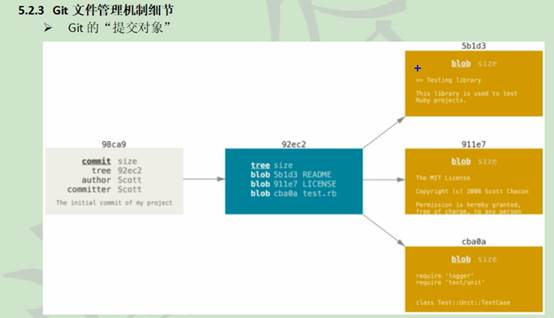 5.2.3 Git 文件管理机制细节
➢ Git 的“提交对象”
98ca9
commit size
tree 92ec2
author Scott
committer Scott
The initial commit of my project
92ec2
tree size
blob 5b1d3 README
blob 911e7 LICENSE
blob cba0a test.rb
5b1d3
blob size
== Testing library
This library is used to test
Ruby projects.
911e7
blob size
The MIT License
Copyright (c) 2008 Scott Chacon
Permission is hereby granted,
free of charge, to any person
cba0a
blob size
require 'logger'
require 'test/unit'
class Test::Unit::TestCase